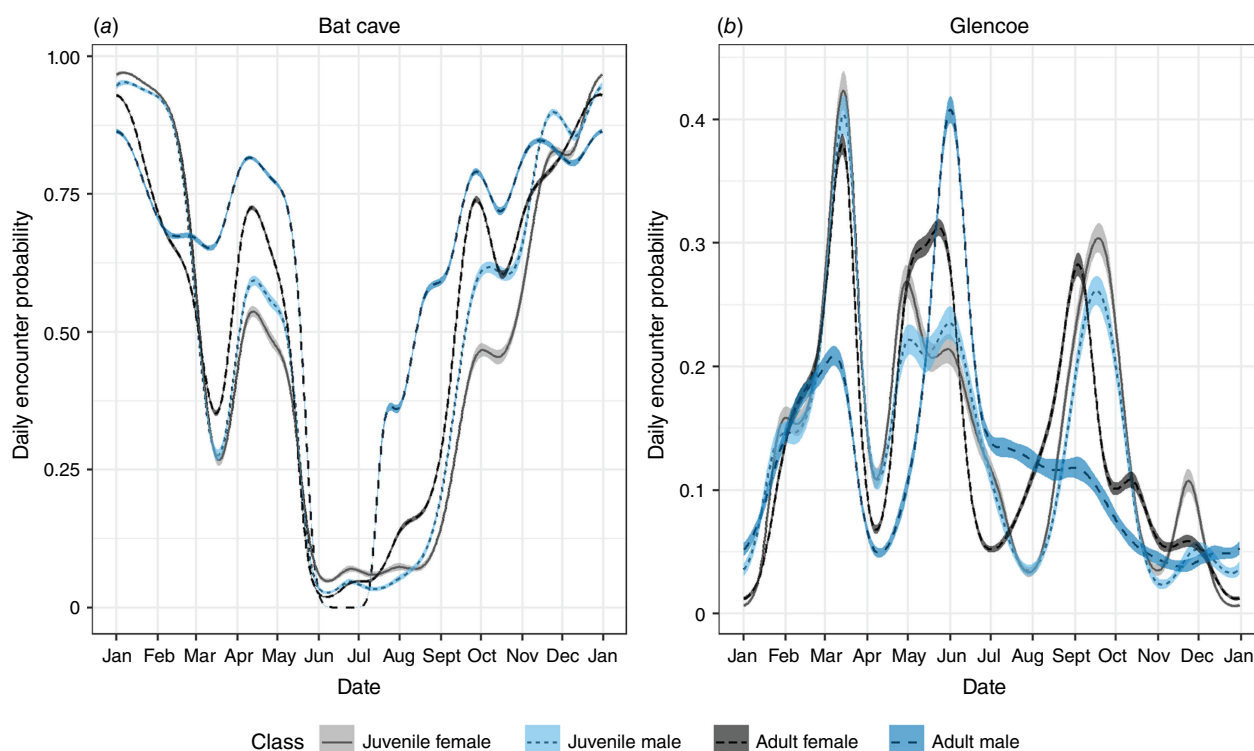 (a) Bat cave
(b) Glencoe
Daily encounter probability
1.00
0.75
0.50
0.25
0
Jan Feb Mar Apr May Jun Jul Aug Sept Oct Nov Dec Jan
Date
Daily encounter probability
0.4
0.3
0.2
0.1
0
Jan Feb Mar Apr May Jun Jul Aug Sept Oct Nov Dec Jan
Date
Class Juvenile female Juvenile male Adult female Adult male